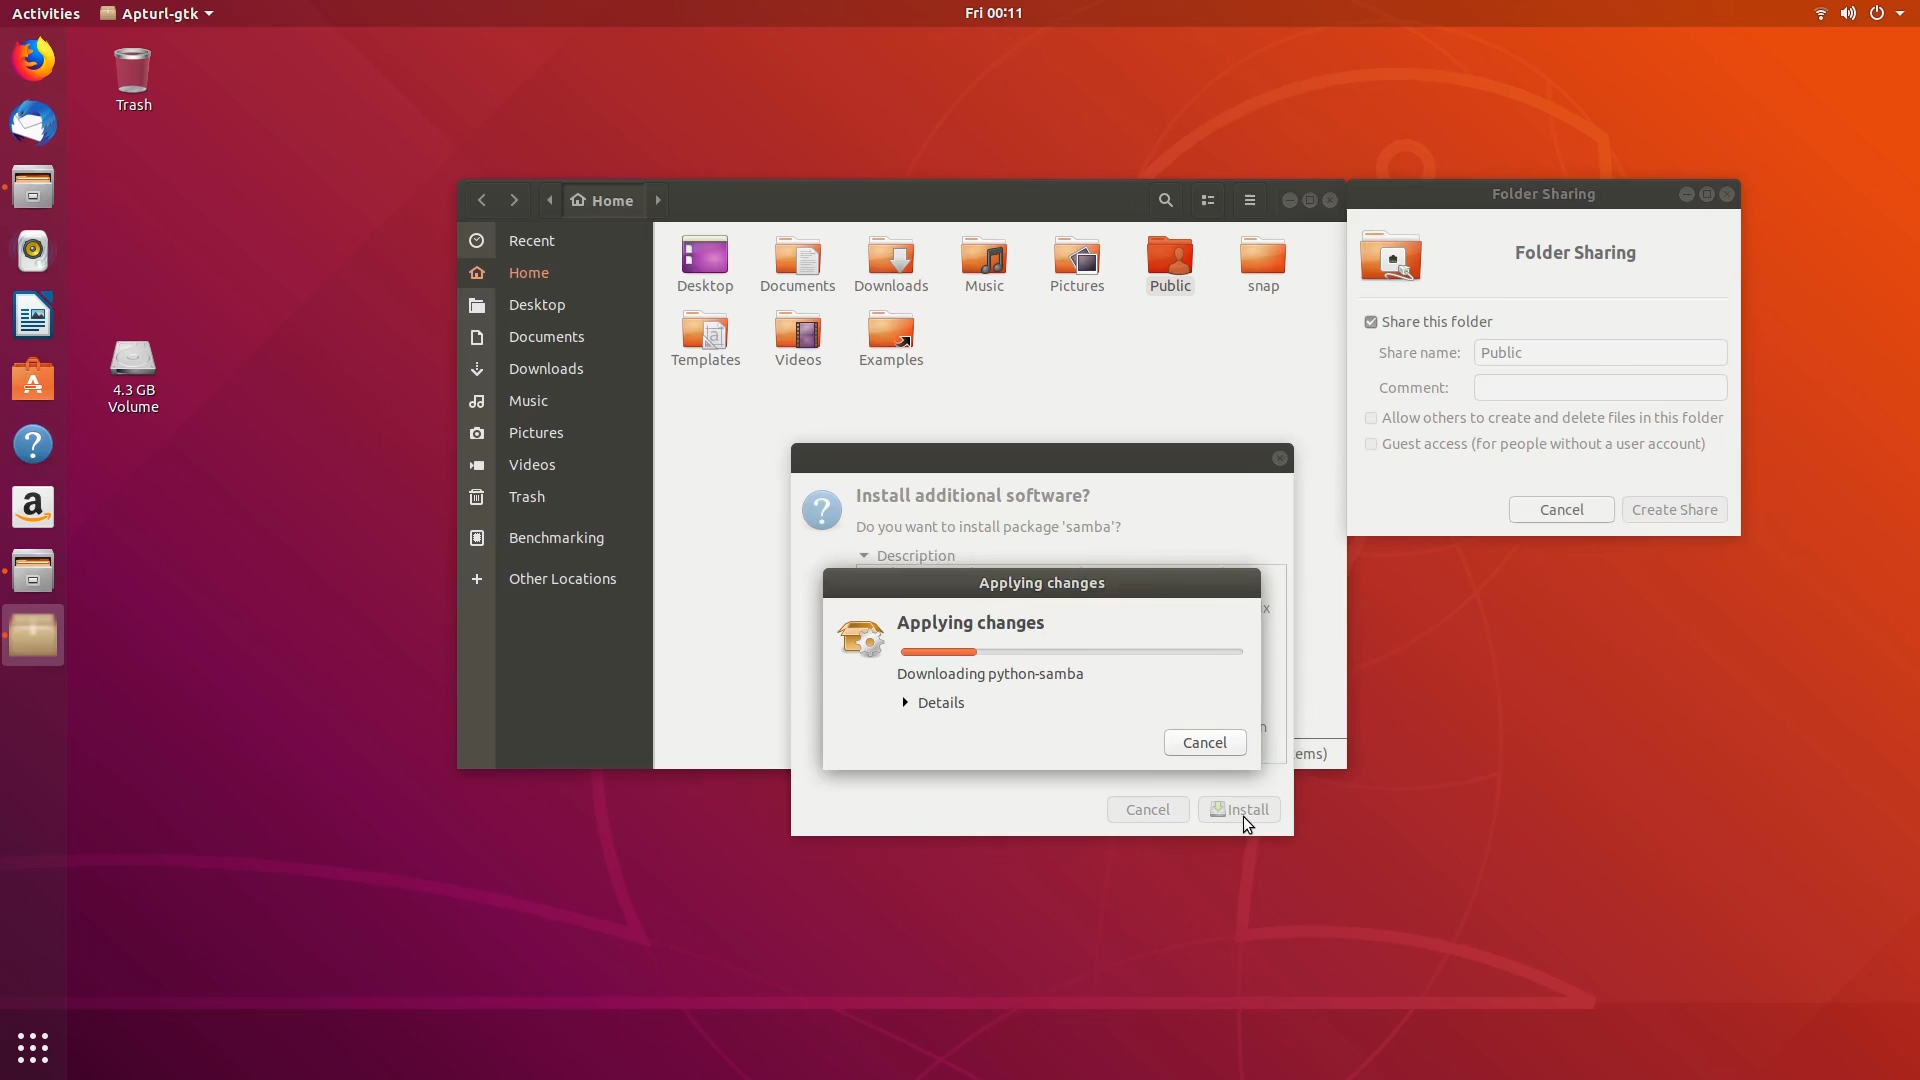 Activities
Apturl-gtk
Fri 00:11
Trash
4.3 GB
Volume
Home
Recent
Home
Desktop
Documents
Downloads
Music
Pictures
Videos
Trash
Benchmarking
Other Locations
Desktop
Documents
Downloads
Music
Pictures
Public
snap
Templates
Videos
Examples
ems)
Folder Sharing
Folder Sharing
Share this folder
Share name: Public
Comment:
Allow others to create and delete files in this folder
Guest access (for people without a user account)
Cancel
Create Share
Install additional software?
Do you want to install package 'samba'?
Description
x
n
Applying changes
Applying changes
Downloading python-samba
Details
Cancel
Cancel
Install